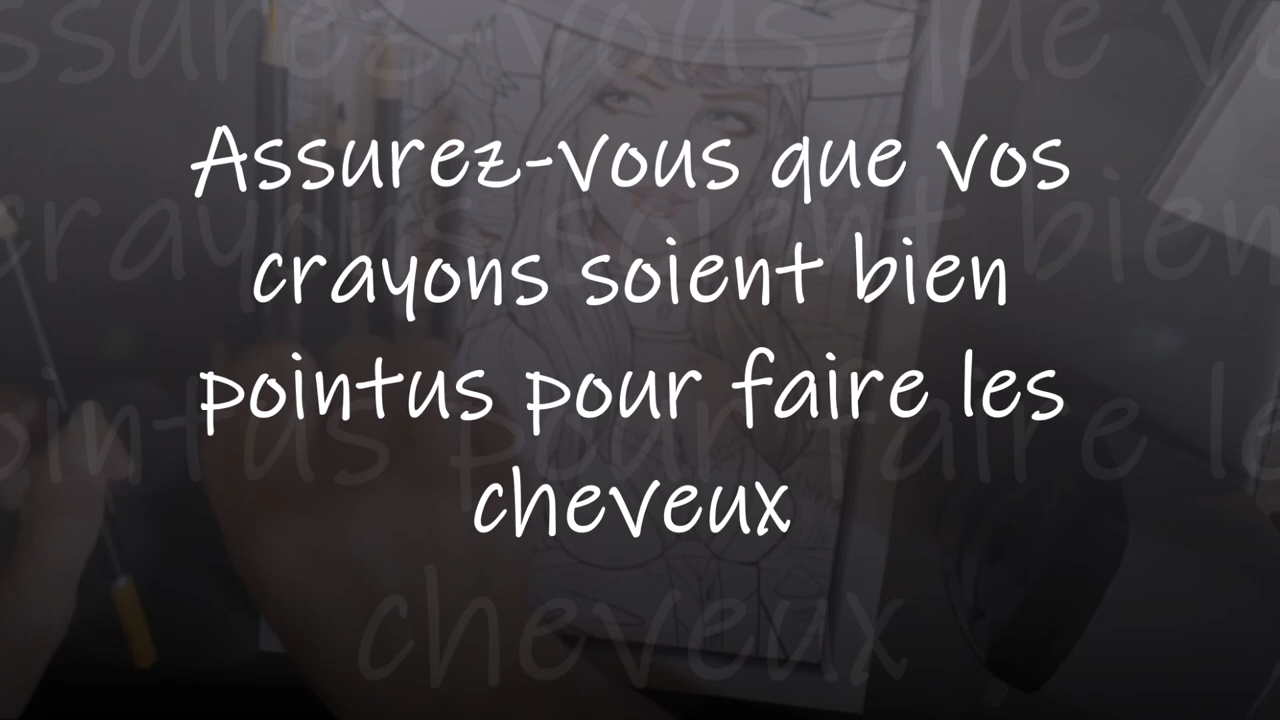 Assurez-vous que vos
crayons soient bien
pointus pour faire les
cheveux